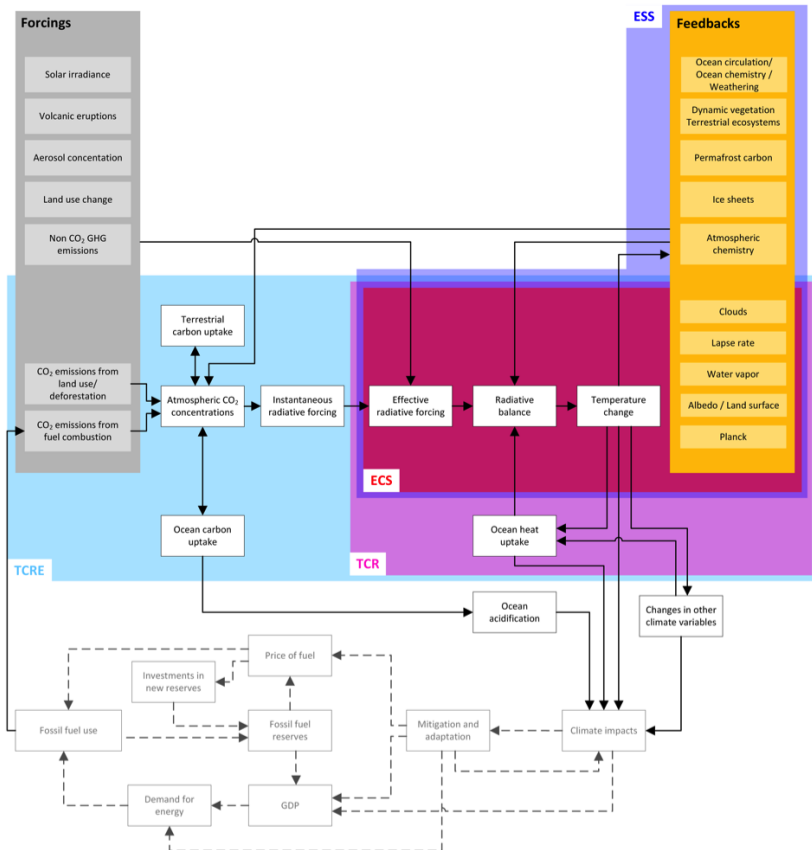 Forcings
Solar irradiance
Volcanic eruptions
Aerosol concentation
Land use change
Non CO₂ GHG
emissions
CO₂ emissions from
land use/
deforestation
CO₂ emissions from
fuel combustion
ESS
Feedbacks
Ocean circulation/
Ocean chemistry /
Weathering
Dynamic vegetation
Terrestrial ecosystems
Permafrost carbon
Ice sheets
Atmospheric
chemistry
Clouds
Lapse rate
Water vapor
Albedo / Land surface
Planck
Terrestrial
carbon uptake
Atmospheric CO₂
concentrations
Instantaneous
radiative forcing
Effective
radiative forcing
Radiative
balance
Temperature
change
ECS
Ocean carbon
uptake
Ocean heat
uptake
TCRE
TCR
Ocean
acidification
Changes in other
climate variables
Price of fuel
Investments in
new reserves
Fossil fuel use
Fossil fuel
reserves
Mitigation and
adaptation
Climate impacts
Demand for
energy
GDP